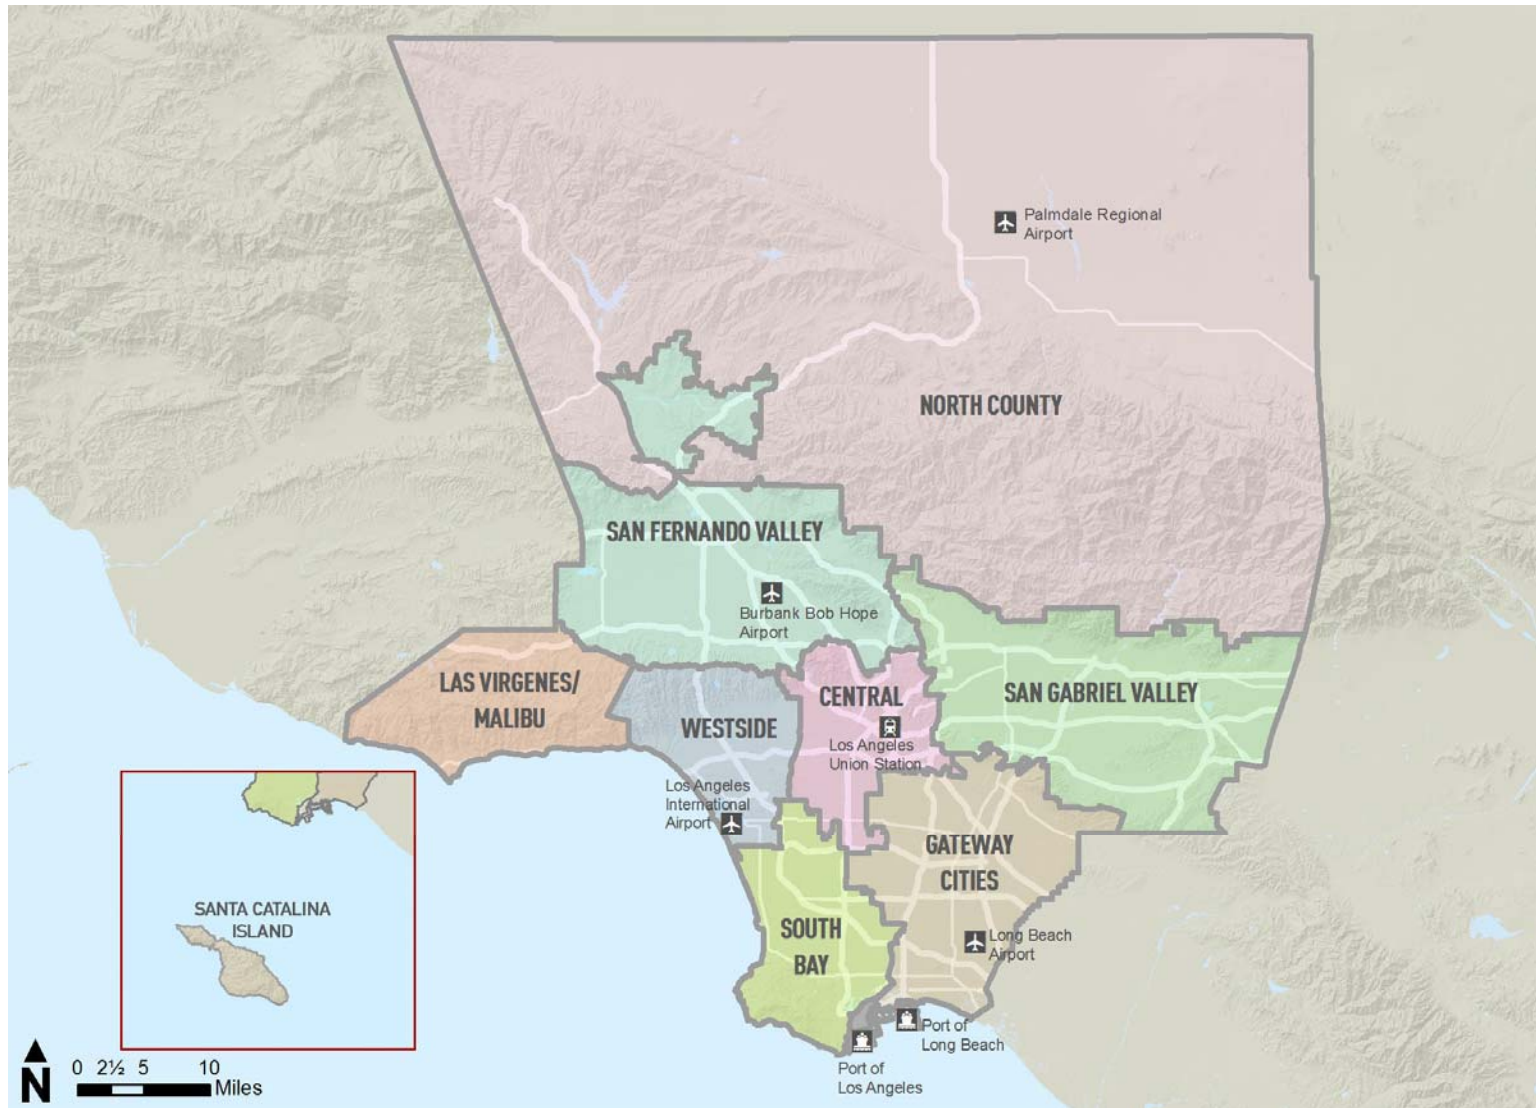 Palmdale Regional
Airport
NORTH COUNTY
SAN FERNANDO VALLEY
Burbank Bob Hope
Airport
LAS VIRGENES/
MALIBU
WESTSIDE
CENTRAL
SAN GABRIEL VALLEY
Los Angeles
Union Station
Los Angeles
International
Airport
GATEWAY
CITIES
SOUTH
BAY
Long Beach
Airport
SANTA CATALINA
ISLAND
Port of
Long Beach
Port of
Los Angeles
N
0 2½ 5 10
Miles